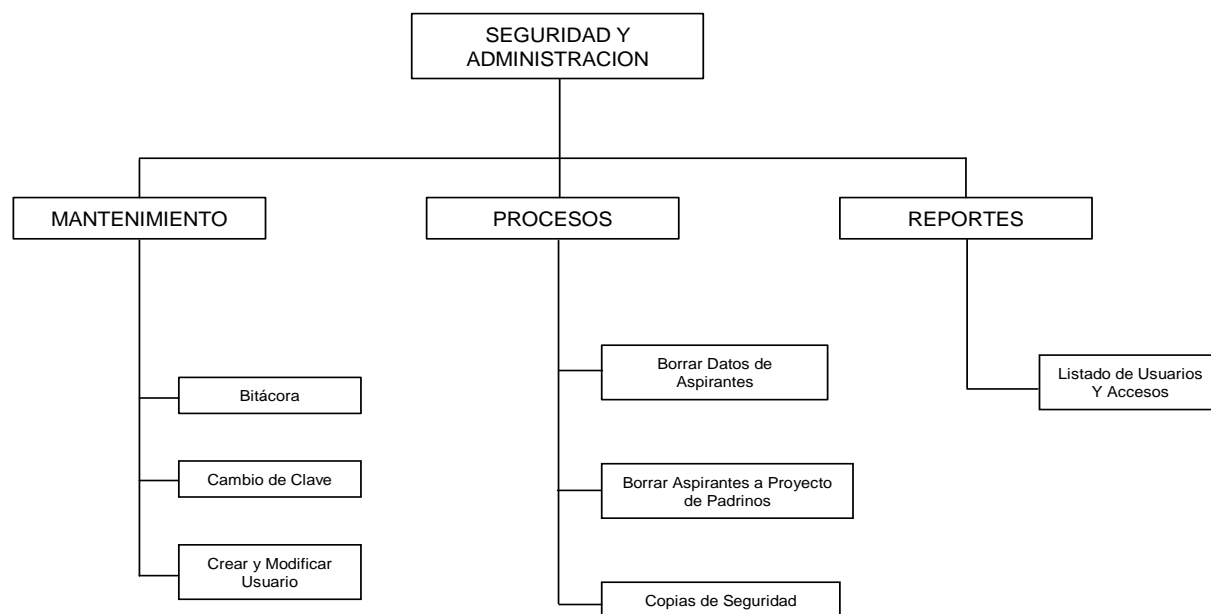 SEGURIDAD Y
ADMINISTRACION
MANTENIMIENTO
PROCESOS
REPORTES
Bitácora
Cambio de Clave
Crear y Modificar
Usuario
Borrar Datos de
Aspirantes
Borrar Aspirantes a Proyecto
de Padrinos
Copias de Seguridad
Listado de Usuarios
Y Accesos